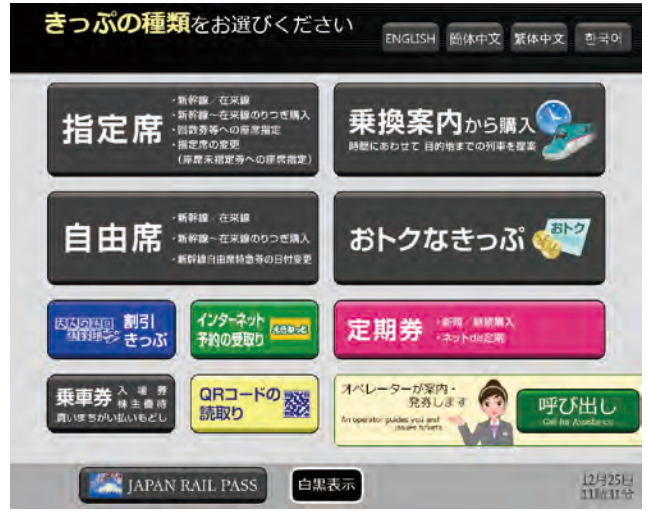 きっぷの種類をお選びください
ENGLISH 简体中文 繁体中文 한국어
指定席
・新幹線/在来線
・新幹線~在来線のりつぎ購入
・回数券等への座席指定
・指定席の変更
(座席未指定券への座席指定)
乗換案内から購入
時間にあわせて 目的地までの列車を提案
自由席
・新幹線/在来線
・新幹線~在来線のりつぎ購入
・新幹線自由席特急券の日付変更
おトクなきっぷ
おトク
割引
きっぷ
インターネット
予約の受取り
えきねっと
定期券
・新規/継続購入
・ネットde定期
乗車券
入場券
株主優待
買いまちがい払いもどし
QRコードの
読取り
オペレーターが案内・
発券します
An operator guides you and
issues tickets.
呼び出し
Call for Assistance
JAPAN RAIL PASS
白黒表示
12月25日
11時11分